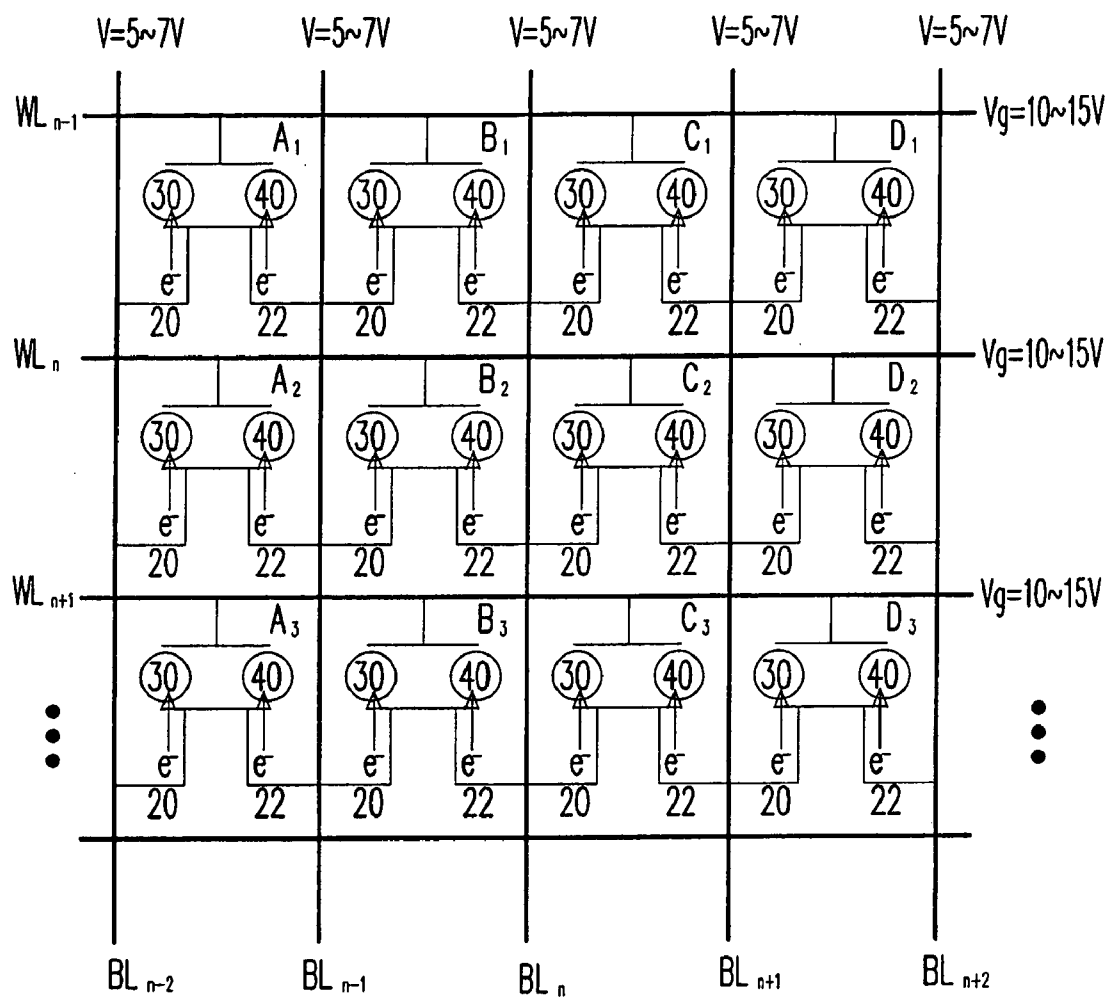 V=5~7V V=5~7V V=5~7V V=5~7V V=5~7V
WL n-1 Vg=10~15V
A1 B1 C1 D1
30 40 30 40 30 40 30 40
e- e- e- e- e- e- e- e-
20 22 20 22 20 22 20 22
WL n Vg=10~15V
A2 B2 C2 D2
30 40 30 40 30 40 30 40
e- e- e- e- e- e- e- e-
20 22 20 22 20 22 20 22
WL n+1 Vg=10~15V
A3 B3 C3 D3
30 40 30 40 30 40 30 40
e- e- e- e- e- e- e- e-
20 22 20 22 20 22 20 22
BL n-2 BL n-1 BL n BL n+1 BL n+2